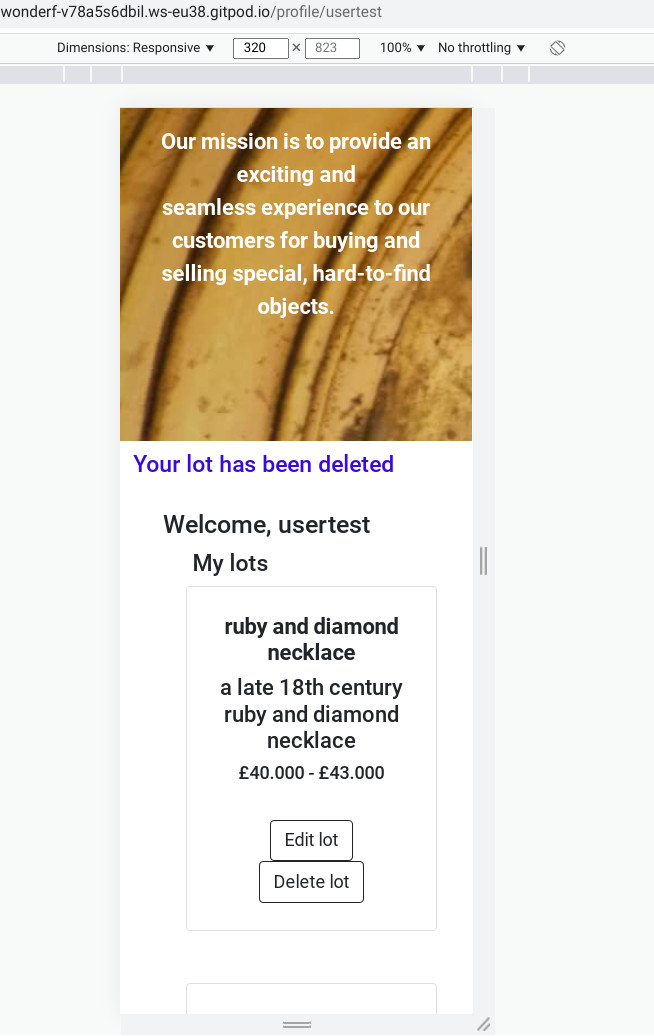 wonderf-v78a5s6dbil.ws-eu38.gitpod.io/profile/usertest
Dimensions: Responsive ▼ 320 × 823 100% ▼ No throttling ▼
Our mission is to provide an
exciting and
seamless experience to our
customers for buying and
selling special, hard-to-find
objects.
Your lot has been deleted
Welcome, usertest
My lots
ruby and diamond
necklace
a late 18th century
ruby and diamond
necklace
£40.000 - £43.000
Edit lot
Delete lot